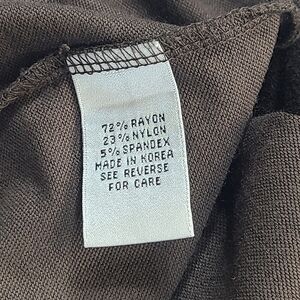 72% RAYON
23% NYLON
5% SPANDEX
MADE IN KOREA
SEE REVERSE
FOR CARE